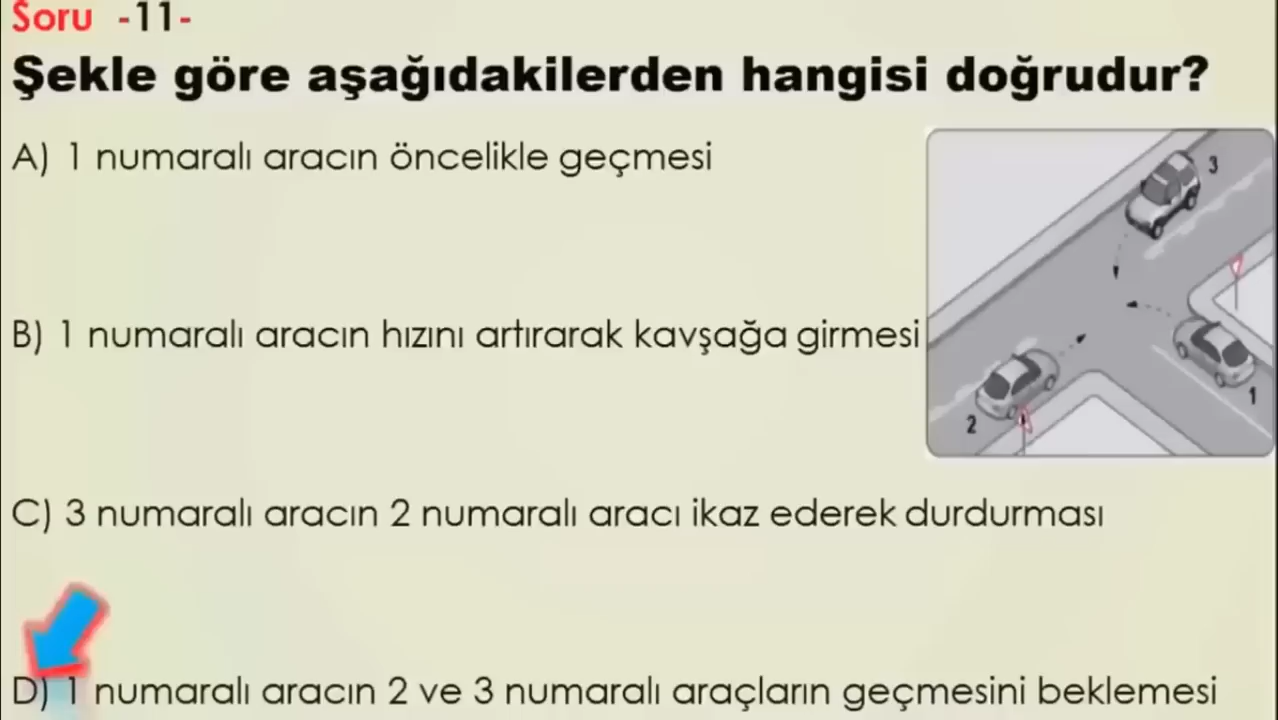 Soru -11-
Şekle göre aşağıdakilerden hangisi doğrudur?
A) 1 numaralı aracın öncelikle geçmesi
B) 1 numaralı aracın hızını artırarak kavşağa girmesi
C) 3 numaralı aracın 2 numaralı aracı ikaz ederek durdurması
D) 1 numaralı aracın 2 ve 3 numaralı araçların geçmesini beklemesi
3
1
2